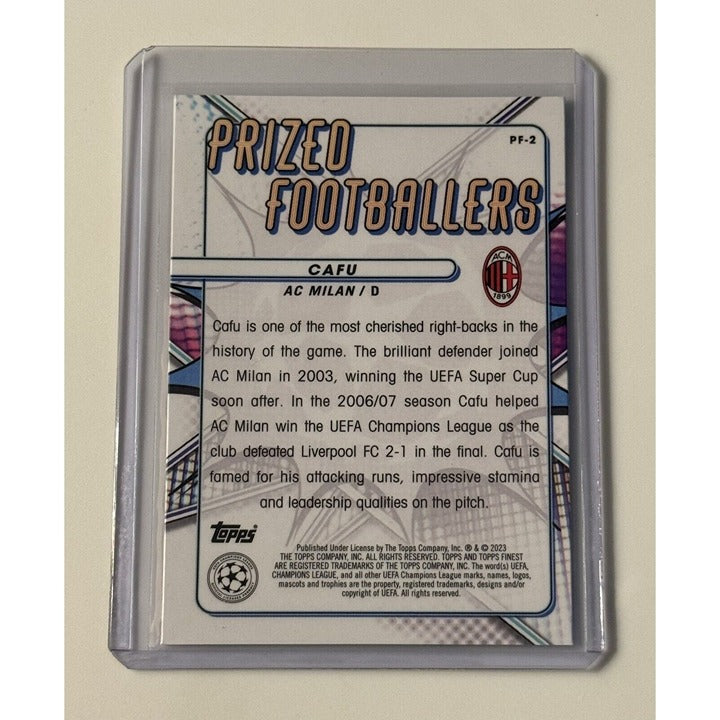 PRIZED
PF-2
FOOTBALLERS
CAFU
ACM
1899
AC MILAN / D
Cafu is one of the most cherished right-backs in the
history of the game. The brilliant defender joined
AC Milan in 2003, winning the UEFA Super Cup
soon after. In the 2006/07 season Cafu helped
AC Milan win the UEFA Champions League as the
club defeated Liverpool FC 2-1 in the final. Cafu is
famed for his attacking runs, impressive stamina
and leadership qualities on the pitch.
Topps
Published Under License by The Topps Company, Inc. ® & © 2023
THE TOPPS COMPANY, INC. ALL RIGHTS RESERVED. TOPPS AND TOPPS FINEST
ARE REGISTERED TRADEMARKS OF THE TOPPS COMPANY, INC. The word(s) UEFA,
CHAMPIONS LEAGUE, and all other UEFA Champions League marks, names, logos,
mascots and trophies are the property, registered trademarks, designs and/or
copyright of UEFA. All rights reserved.